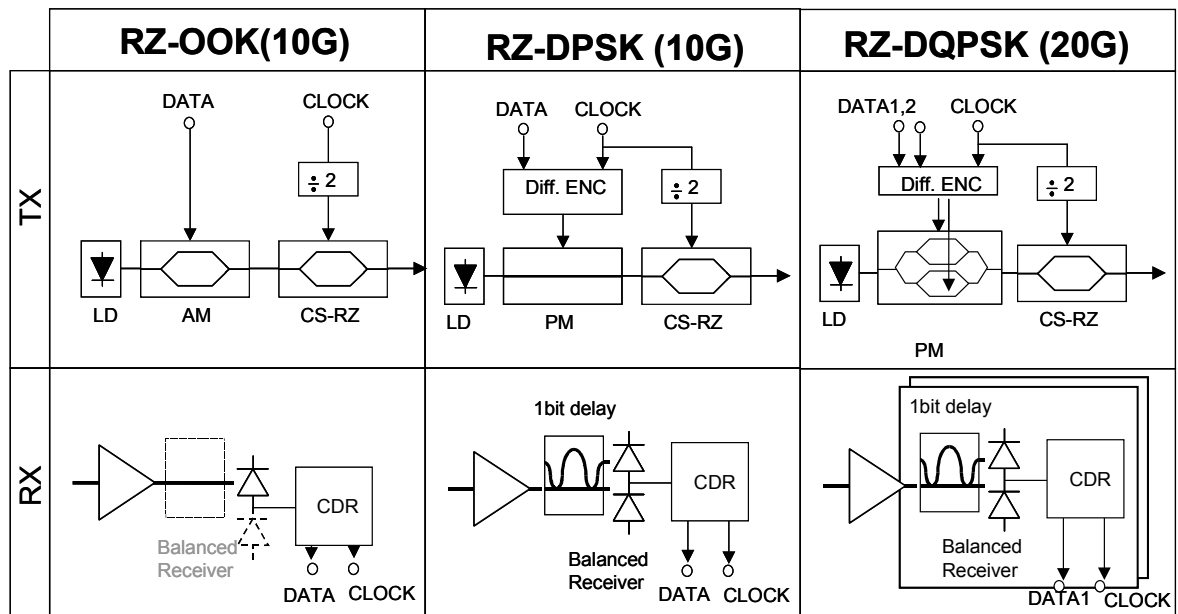 RZ-OOK(10G)
RZ-DPSK (10G)
RZ-DQPSK (20G)
TX
DATA
CLOCK
÷ 2
LD
AM
CS-RZ
DATA
CLOCK
Diff. ENC
÷ 2
LD
PM
CS-RZ
DATA1,2
CLOCK
Diff. ENC
÷ 2
LD
CS-RZ
PM
RX
CDR
Balanced
Receiver
DATA
CLOCK
1bit delay
CDR
Balanced
Receiver
DATA
CLOCK
1bit delay
CDR
Balanced
Receiver
DATA1
CLOCK